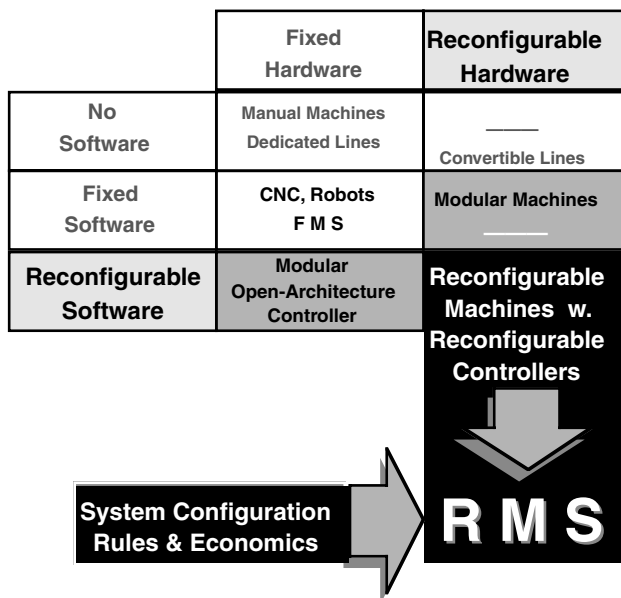 Fixed
Hardware
Reconfigurable
Hardware
No
Software
Manual Machines
Dedicated Lines
Convertible Lines
Fixed
Software
CNC, Robots
F M S
Modular Machines
Reconfigurable
Software
Modular
Open-Architecture
Controller
Reconfigurable
Machines w.
Reconfigurable
Controllers
System Configuration
Rules & Economics
R M S